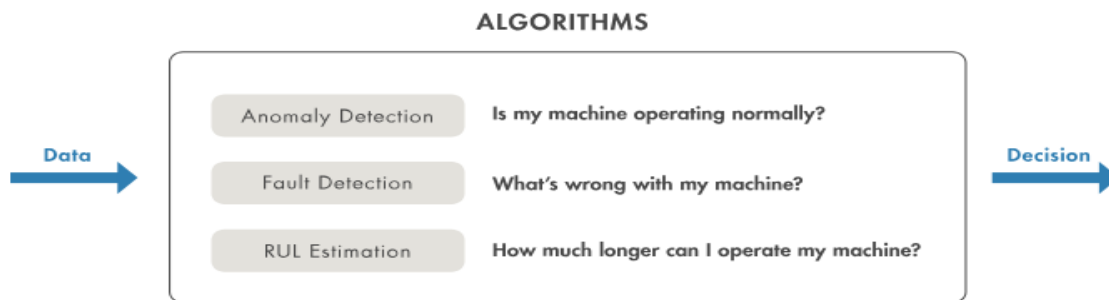 ALGORITHMS
Anomaly Detection Is my machine operating normally?
Data
Decision
Fault Detection What's wrong with my machine?
RUL Estimation How much longer can I operate my machine?